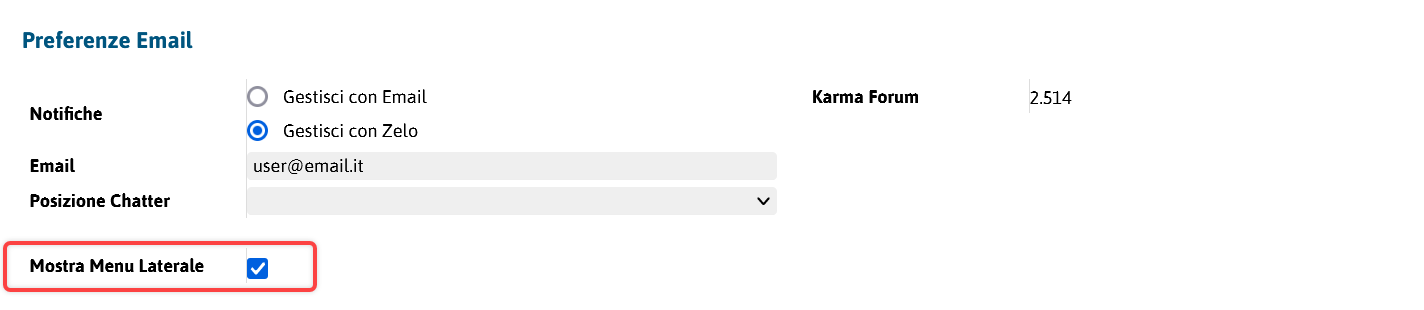 Preferenze Email
Notifiche
Gestisci con Email
Gestisci con Zelo
Karma Forum 2.514
Email user@email.it
Posizione Chatter
Mostra Menu Laterale